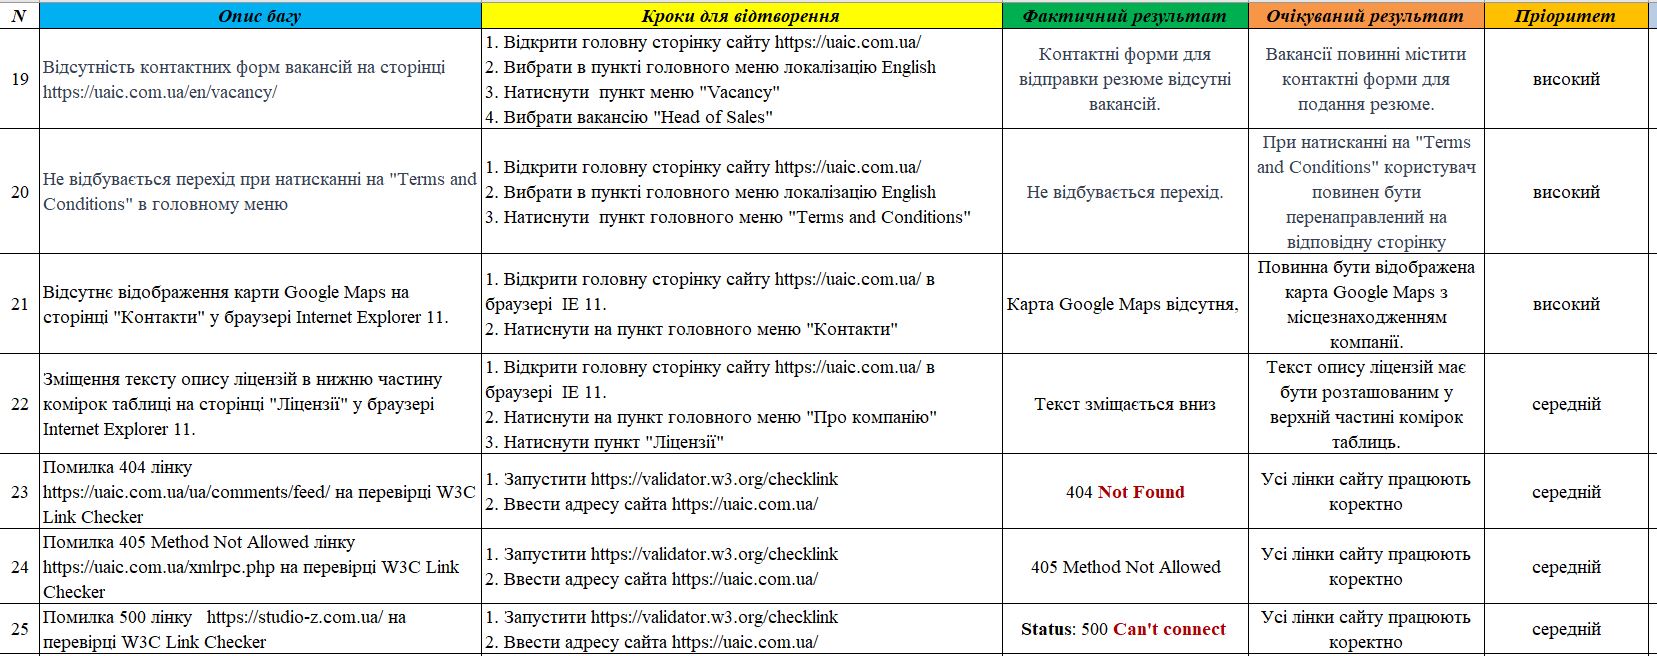 N Опис багу Кроки для відтворення Фактичний результат Очікуваний результат Пріоритет
19
Відсутність контактних форм вакансій на сторінці
https://uaic.com.ua/en/vacancy/
1. Відкрити головну сторінку сайту https://uaic.com.ua/
2. Вибрати в пункті головного меню локалізацію English
3. Натиснути  пункт меню "Vacancy"
4. Вибрати вакансію "Head of Sales"
Контактні форми для
відправки резюме відсутні
вакансій.
Вакансії повинні містити
контактні форми для
подання резюме.
високий
20
Не відбувається перехід при натисканні на "Terms and
Conditions" в головному меню
1. Відкрити головну сторінку сайту https://uaic.com.ua/
2. Вибрати в пункті головного меню локалізацію English
3. Натиснути  пункт головного меню "Terms and Conditions"
Не відбувається перехід.
При натисканні на "Terms
and Conditions" користувач
повинен бути
перенаправлений на
відповідну сторінку
високий
21
Відсутнє відображення карти Google Maps на
сторінці "Контакти" у браузері Internet Explorer 11.
1. Відкрити головну сторінку сайту https://uaic.com.ua/ в
браузері  IE 11.
2. Натиснути на пункт головного меню "Контакти"
Карта Google Maps відсутня,
Повинна бути відображена
карта Google Maps з
місцезнаходженням
компанії.
високий
22
Зміщення тексту опису ліцензій в нижню частину
комірок таблиці на сторінці "Ліцензії" у браузері
Internet Explorer 11.
1. Відкрити головну сторінку сайту https://uaic.com.ua/ в
браузері  IE 11.
2. Натиснути на пункт головного меню "Про компанію"
3. Натиснути пункт "Ліцензії"
Текст зміщається вниз
Текст опису ліцензій має
бути розташованим у
верхній частині комірок
таблиць.
середній
23
Помилка 404 лінку
https://uaic.com.ua/ua/comments/feed/ на перевірці W3C
Link Checker
1. Запустити https://validator.w3.org/checklink
2. Ввести адресу сайта https://uaic.com.ua/
404 Not Found
Усі лінки сайту працюють
коректно
середній
24
Помилка 405 Method Not Allowed лінку
https://uaic.com.ua/xmlrpc.php на перевірці W3C Link
Checker
1. Запустити https://validator.w3.org/checklink
2. Ввести адресу сайта https://uaic.com.ua/
405 Method Not Allowed
Усі лінки сайту працюють
коректно
середній
25
Помилка 500 лінку   https://studio-z.com.ua/ на
перевірці W3C Link Checker
1. Запустити https://validator.w3.org/checklink
2. Ввести адресу сайта https://uaic.com.ua/
Status: 500 Can't connect
Усі лінки сайту працюють
коректно
середній